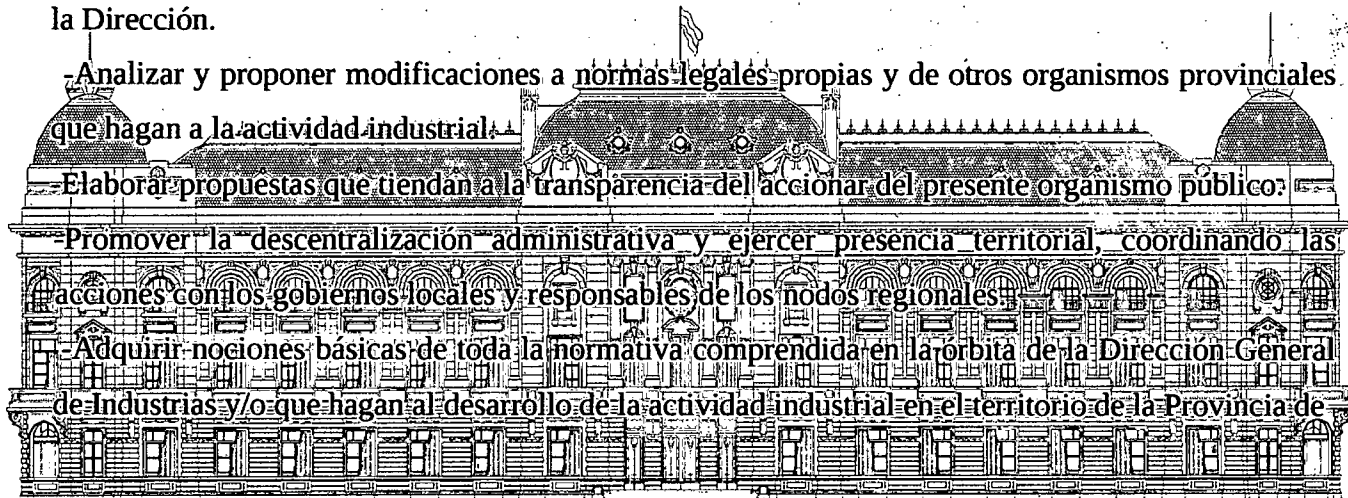 la Dirección.
-Analizar y proponer modificaciones a normas legales propias y de otros organismos provinciales
que hagan a la actividad industrial.
-Elaborar propuestas que tiendan a la transparencia del accionar del presente organismo público.
-Promover la descentralización administrativa y ejercer presencia territorial, coordinando las
acciones con los gobiernos locales y responsables de los nodos regionales.
-Adquirir nociones básicas de toda la normativa comprendida en la órbita de la Dirección General
de Industrias y/o que hagan al desarrollo de la actividad industrial en el territorio de la Provincia de